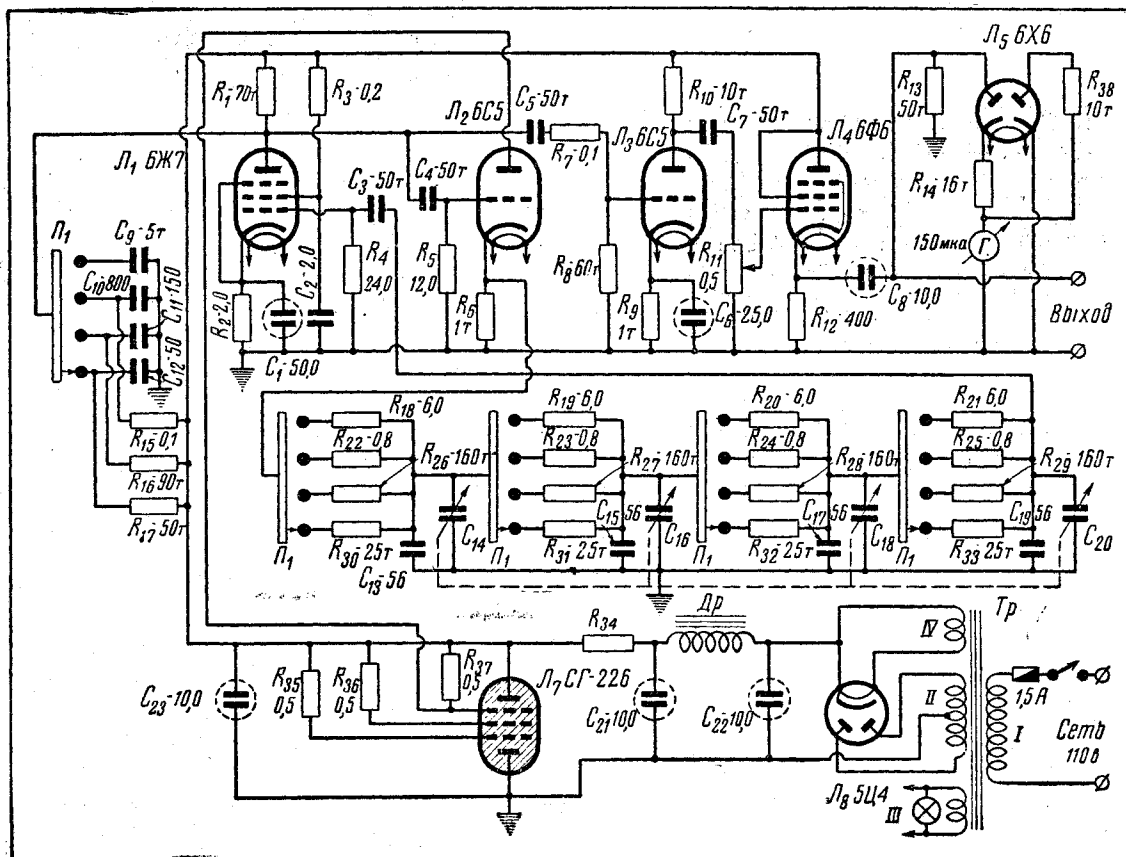 Л5 6Х6
R1-70т
R3-0,2
Л2 6С5
C5-50т
R10-10т
C7-50т
R13
50т
R38
10т
Л1 6Ж7
R7-0,1
Л3 6С5
Л4 6Ф6
C3-50т
C4-50т
R14-16т
П1
C9-5т
C10-800
C11-150
C12-50
R2-2,0
C2-2,0
R4
24,0
R5
12,0
R6
1т
R8 60т
R9
1т
R11
0,5
150мка
Г
C1-50,0
C6-25,0
R12-400
C8-10,0
Выход
R15-0,1
R16-90т
R17-50т
R18-6,0
R19-6,0
R20-6,0
R21-6,0
R22-0,8
R23-0,8
R24-0,8
R25-0,8
R26-160т
R27-160т
R28-160т
R29-160т
C15-56
C17-56
C19-56
C14
C16
C18
C20
П1
R30-25т
П1
R31-25т
П1
R32-25т
П1
R33-25т
C13-56
Др
Тр
R34
IV
R35
0,5
R36
0,5
R37
0,5
Л7 СГ-226
C23-10,0
C21-10,0
C22-10,0
II
I
1,5А
Сеть
110в
Л8 5Ц4
III